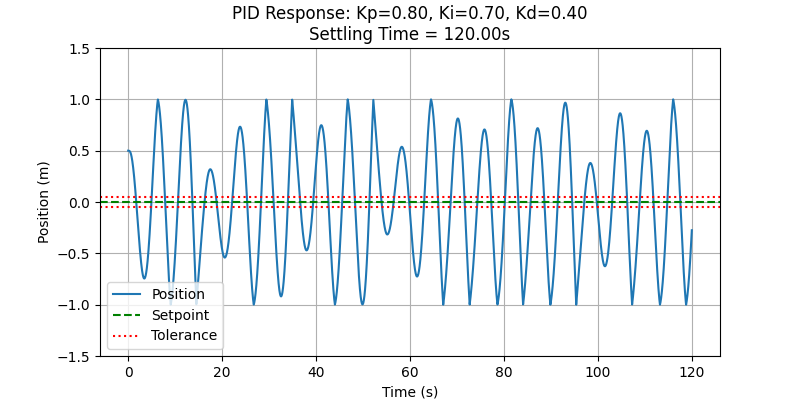 PID Response: Kp=0.80, Ki=0.70, Kd=0.40
Settling Time = 120.00s
1.5
1.0
0.5
0.0
−0.5
−1.0
−1.5
Position (m)
Position
Setpoint
Tolerance
0
20
40
60
80
100
120
Time (s)